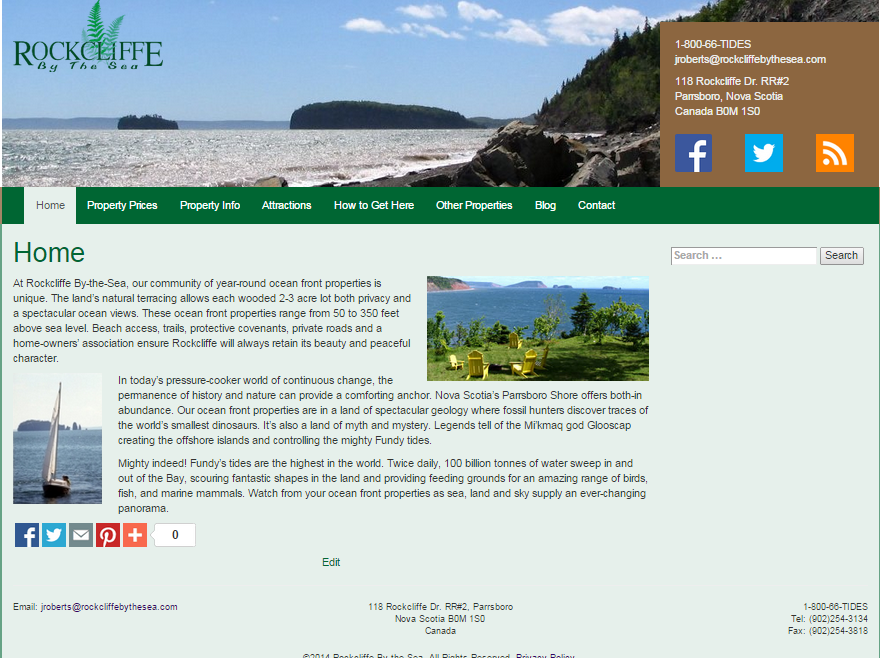 ROCKCLIFFE
By The Sea
1-800-66-TIDES
jroberts@rockcliffebythesea.com
118 Rockcliffe Dr. RR#2
Parrsboro, Nova Scotia
Canada B0M 1S0
Home Property Prices Property Info Attractions How to Get Here Other Properties Blog Contact
Home
Search ... Search
At Rockcliffe By-the-Sea, our community of year-round ocean front properties is
unique. The land's natural terracing allows each wooded 2-3 acre lot both privacy and
a spectacular ocean views. These ocean front properties range from 50 to 350 feet
above sea level. Beach access, trails, protective covenants, private roads and a
home-owners' association ensure Rockcliffe will always retain its beauty and peaceful
character.
In today's pressure-cooker world of continuous change, the
permanence of history and nature can provide a comforting anchor. Nova Scotia's Parrsboro Shore offers both-in
abundance. Our ocean front properties are in a land of spectacular geology where fossil hunters discover traces of
the world's smallest dinosaurs. It's also a land of myth and mystery. Legends tell of the Mi'kmaq god Glooscap
creating the offshore islands and controlling the mighty Fundy tides.
Mighty indeed! Fundy's tides are the highest in the world. Twice daily, 100 billion tonnes of water sweep in and
out of the Bay, scouring fantastic shapes in the land and providing feeding grounds for an amazing range of birds,
fish, and marine mammals. Watch from your ocean front properties as sea, land and sky supply an ever-changing
panorama.
0
Edit
Email: jroberts@rockcliffebythesea.com
118 Rockcliffe Dr. RR#2, Parrsboro
Nova Scotia B0M 1S0
Canada
1-800-66-TIDES
Tel: (902)254-3134
Fax: (902)254-3818
©2014 Rockcliffe By the Sea. All Rights Reserved. Privacy Policy